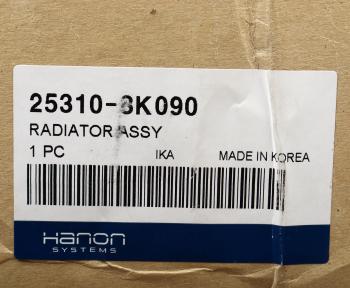 25310-3K090
RADIATOR ASSY
1 PC IKA MADE IN KOREA
Hanon
SYSTEMS